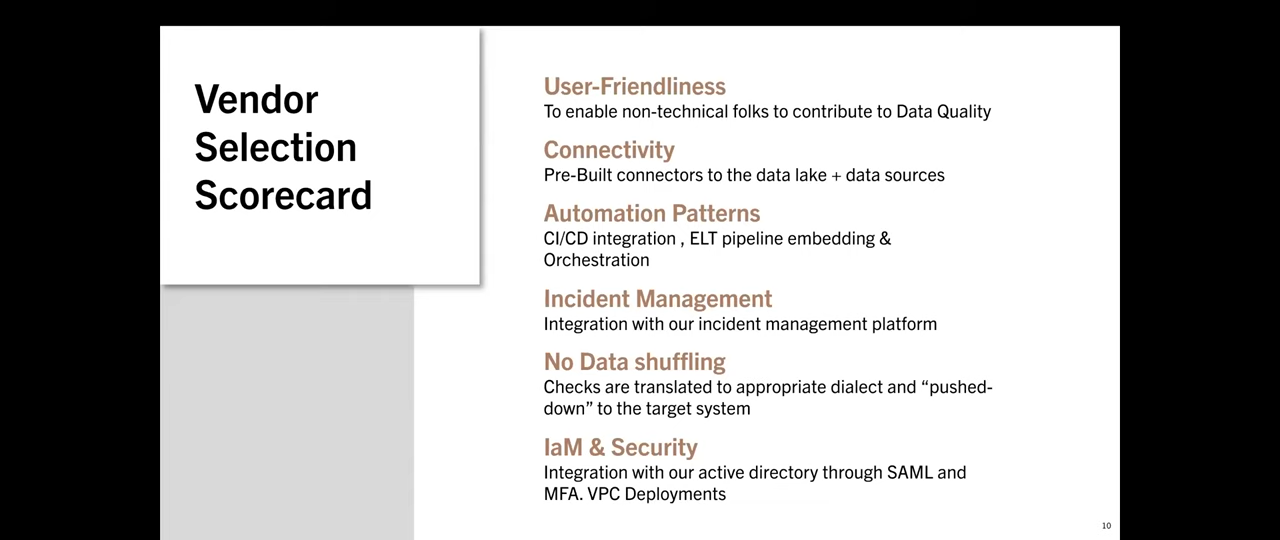 Vendor
Selection
Scorecard
User-Friendliness
To enable non-technical folks to contribute to Data Quality
Connectivity
Pre-Built connectors to the data lake + data sources
Automation Patterns
CI/CD integration , ELT pipeline embedding &
Orchestration
Incident Management
Integration with our incident management platform
No Data shuffling
Checks are translated to appropriate dialect and “pushed-
down” to the target system
IaM & Security
Integration with our active directory through SAML and
MFA. VPC Deployments
10